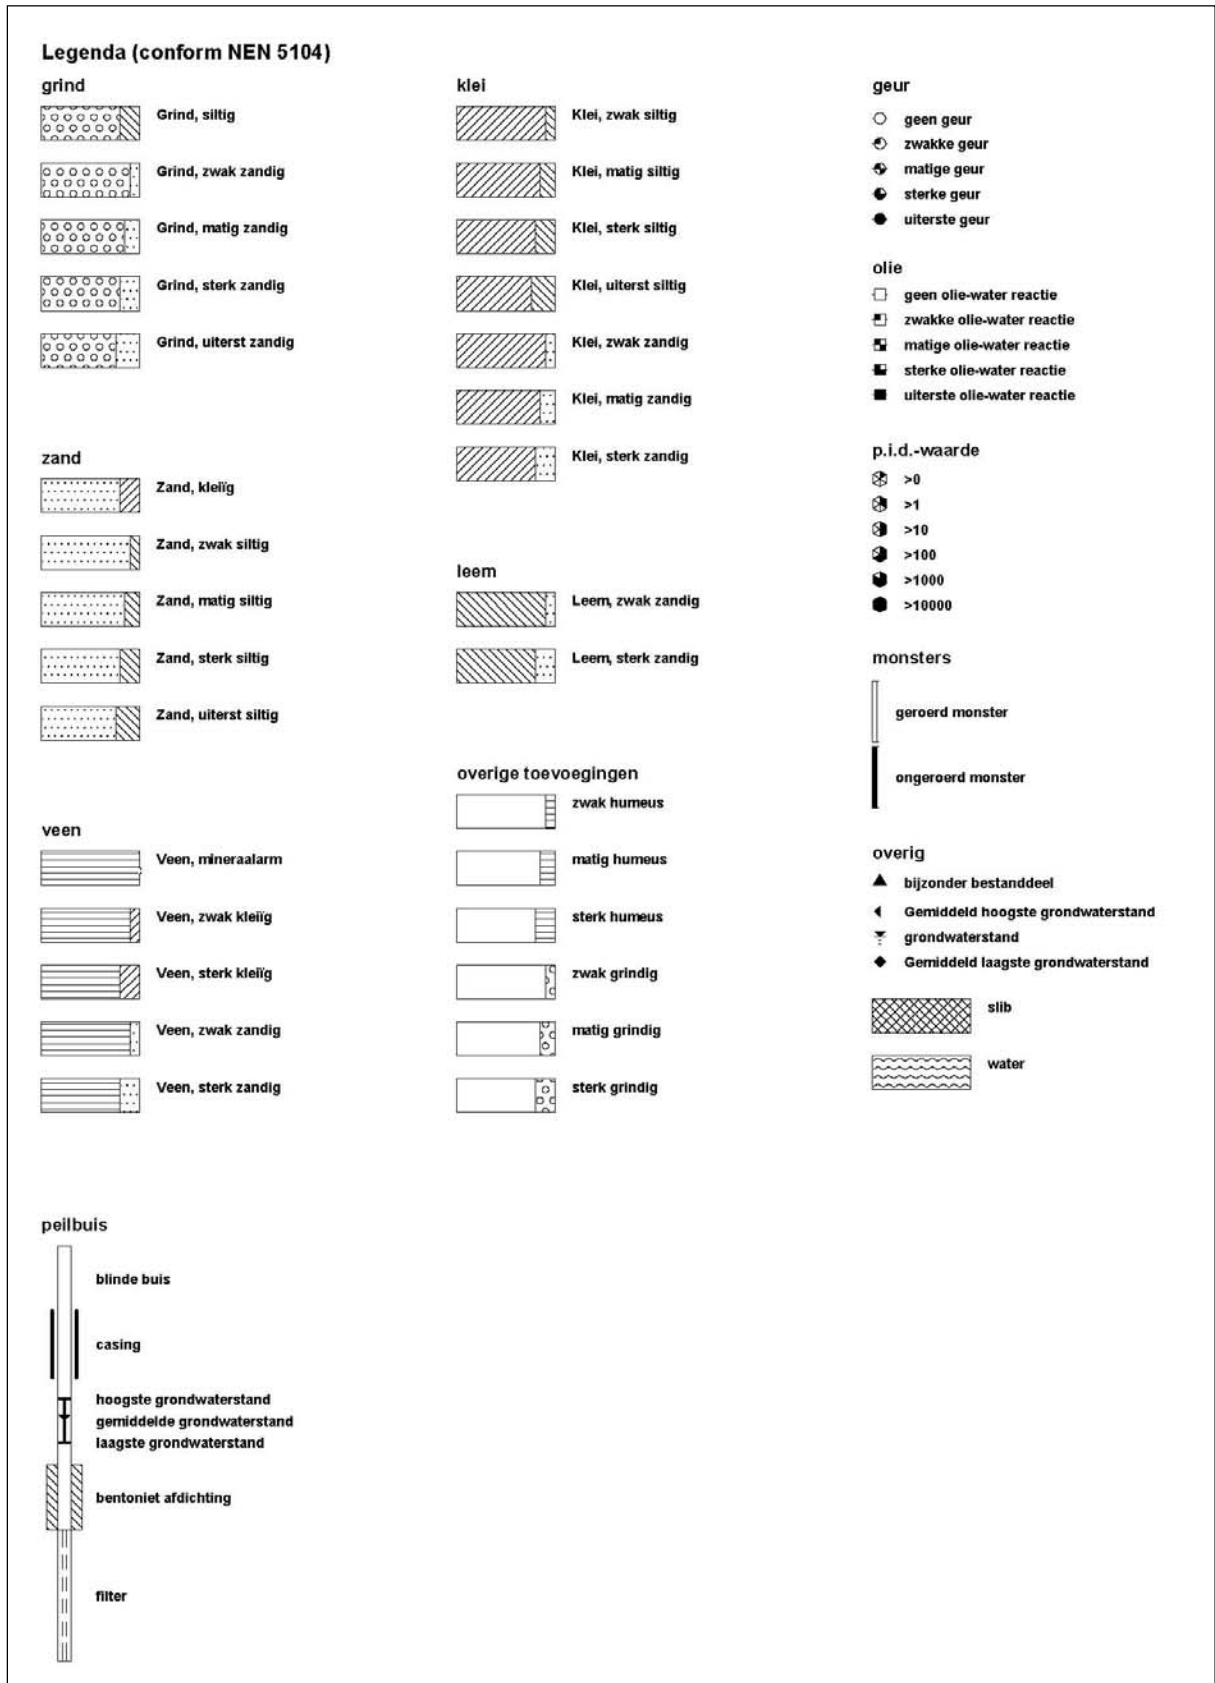 Legenda (conform NEN 5104)
grind
Grind, siltig
Grind, zwak zandig
Grind, matig zandig
Grind, sterk zandig
Grind, uiterst zandig
zand
Zand, kleiïg
Zand, zwak siltig
Zand, matig siltig
Zand, sterk siltig
Zand, uiterst siltig
veen
Veen, mineraalarm
Veen, zwak kleiïg
Veen, sterk kleiïg
Veen, zwak zandig
Veen, sterk zandig
klei
Klei, zwak siltig
Klei, matig siltig
Klei, sterk siltig
Klei, uiterst siltig
Klei, zwak zandig
Klei, matig zandig
Klei, sterk zandig
leem
Leem, zwak zandig
Leem, sterk zandig
overige toevoegingen
zwak humeus
matig humeus
sterk humeus
zwak grindig
matig grindig
sterk grindig
geur
geen geur
zwakke geur
matige geur
sterke geur
uiterste geur
olie
geen olie-water reactie
zwakke olie-water reactie
matige olie-water reactie
sterke olie-water reactie
uiterste olie-water reactie
p.i.d.-waarde
>0
>1
>10
>100
>1000
>10000
monsters
geroerd monster
ongeroerd monster
overig
bijzonder bestanddeel
Gemiddeld hoogste grondwaterstand
grondwaterstand
Gemiddeld laagste grondwaterstand
slib
water
peilbuis
blinde buis
casing
hoogste grondwaterstand
gemiddelde grondwaterstand
laagste grondwaterstand
bentoniet afdichting
filter